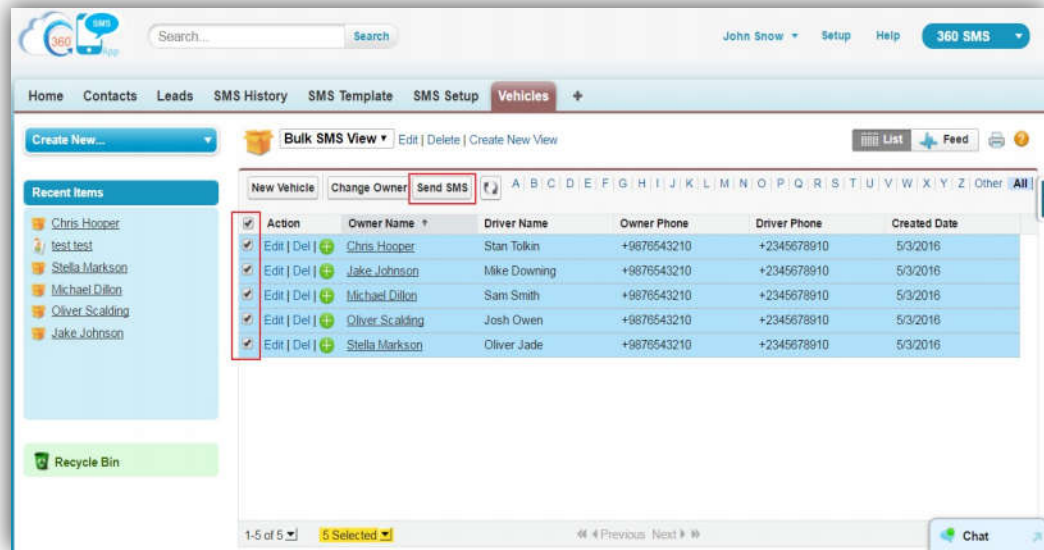 SMS
360
App
Search...
Search
John Snow
Setup
Help
360 SMS
Home Contacts Leads SMS History SMS Template SMS Setup Vehicles +
Create New...
Bulk SMS View Edit | Delete | Create New View
List Feed ?
Recent Items
Chris Hooper
test test
Stella Markson
Michael Dillon
Oliver Scalding
Jake Johnson
Recycle Bin
New Vehicle Change Owner Send SMS A | B | C | D | E | F | G | H | I | J | K | L | M | N | O | P | Q | R | S | T | U | V | W | X | Y | Z | Other All
Action Owner Name ↑ Driver Name Owner Phone Driver Phone Created Date
Edit | Del | Chris Hooper Stan Tolkin +9876543210 +2345678910 5/3/2016
Edit | Del | Jake Johnson Mike Downing +9876543210 +2345678910 5/3/2016
Edit | Del | Michael Dillon Sam Smith +9876543210 +2345678910 5/3/2016
Edit | Del | Oliver Scalding Josh Owen +9876543210 +2345678910 5/3/2016
Edit | Del | Stella Markson Oliver Jade +9876543210 +2345678910 5/3/2016
1-5 of 5 5 Selected Previous Next
Chat